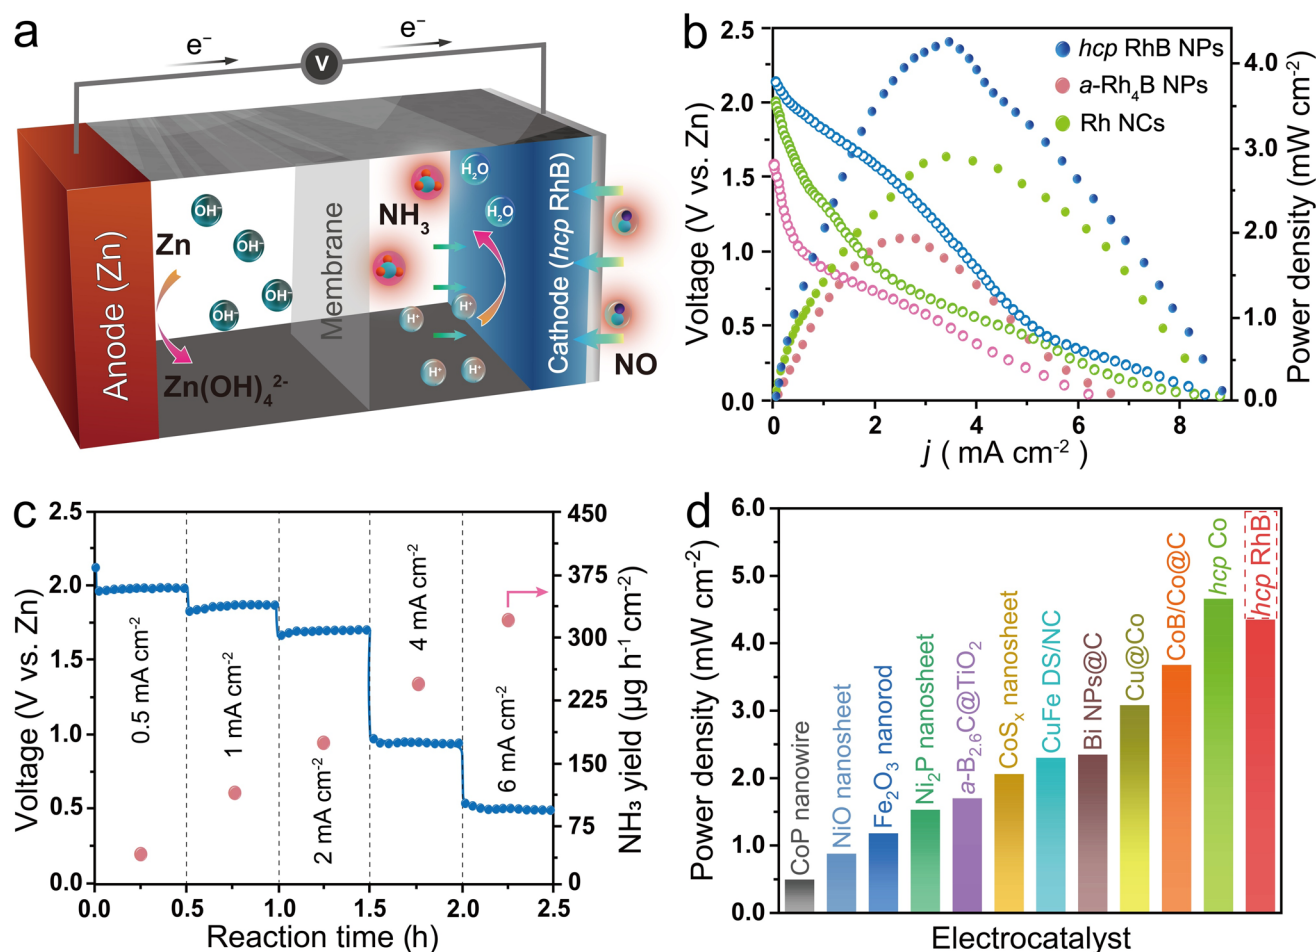 a
e⁻
e⁻
V
Anode (Zn)
Zn
Zn(OH)₄²⁻
OH⁻
OH⁻
OH⁻
OH⁻
Membrane
NH₃
H₂O
H₂O
H⁺
H⁺
H⁺
H⁺
Cathode (hcp RhB)
NO
b
hcp RhB NPs
a-Rh₄B NPs
Rh NCs
Voltage (V vs. Zn)
2.5
2.0
1.5
1.0
0.5
0.0
0
2
4
6
8
j ( mA cm⁻² )
4.0
3.0
2.0
1.0
0.0
Power density (mW cm⁻²)
c
Voltage (V vs. Zn)
2.5
2.0
1.5
1.0
0.5
0.0
0.5 mA cm⁻²
1 mA cm⁻²
2 mA cm⁻²
4 mA cm⁻²
6 mA cm⁻²
450
375
300
225
150
75
0
NH₃ yield (μg h⁻¹ cm⁻²)
0.0
0.5
1.0
1.5
2.0
2.5
Reaction time (h)
d
Power density (mW cm⁻²)
6.0
5.0
4.0
3.0
2.0
1.0
0.0
CoP nanowire
NiO nanosheet
Fe₂O₃ nanorod
Ni₂P nanosheet
a-B₂.₆C@TiO₂
CoSₓ nanosheet
CuFe DS/NC
Bi NPs@C
Cu@Co
CoB/Co@C
hcp Co
hcp RhB
Electrocatalyst